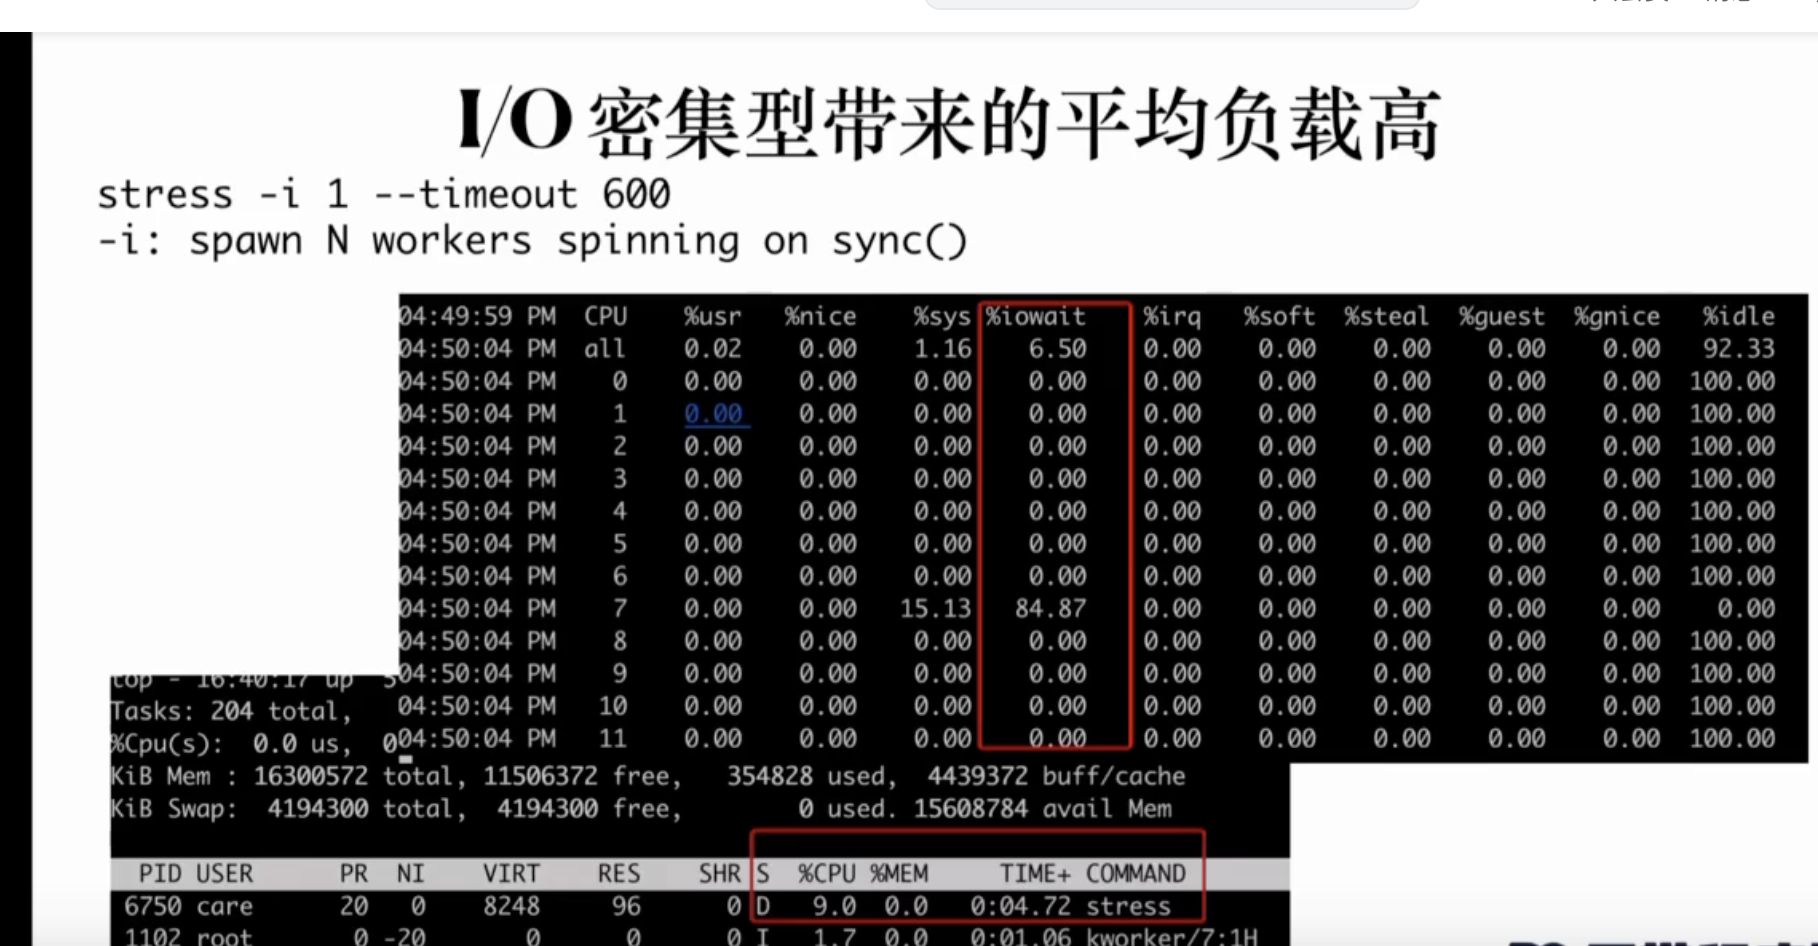 I/O 密集型带来的平均负载高
stress -i 1 --timeout 600
-i: spawn N workers spinning on sync()
04:49:59 PM CPU %usr %nice %sys %iowait %irq %soft %steal %guest %gnice %idle
04:50:04 PM all 0.02 0.00 1.16 6.50 0.00 0.00 0.00 0.00 0.00 92.33
04:50:04 PM 0 0.00 0.00 0.00 0.00 0.00 0.00 0.00 0.00 0.00 100.00
04:50:04 PM 1 0.00 0.00 0.00 0.00 0.00 0.00 0.00 0.00 0.00 100.00
04:50:04 PM 2 0.00 0.00 0.00 0.00 0.00 0.00 0.00 0.00 0.00 100.00
04:50:04 PM 3 0.00 0.00 0.00 0.00 0.00 0.00 0.00 0.00 0.00 100.00
04:50:04 PM 4 0.00 0.00 0.00 0.00 0.00 0.00 0.00 0.00 0.00 100.00
04:50:04 PM 5 0.00 0.00 0.00 0.00 0.00 0.00 0.00 0.00 0.00 100.00
04:50:04 PM 6 0.00 0.00 0.00 0.00 0.00 0.00 0.00 0.00 0.00 100.00
04:50:04 PM 7 0.00 0.00 15.13 84.87 0.00 0.00 0.00 0.00 0.00 0.00
04:50:04 PM 8 0.00 0.00 0.00 0.00 0.00 0.00 0.00 0.00 0.00 100.00
04:50:04 PM 9 0.00 0.00 0.00 0.00 0.00 0.00 0.00 0.00 0.00 100.00
04:50:04 PM 10 0.00 0.00 0.00 0.00 0.00 0.00 0.00 0.00 0.00 100.00
04:50:04 PM 11 0.00 0.00 0.00 0.00 0.00 0.00 0.00 0.00 0.00 100.00
top - 16:40:17 up 5
Tasks: 204 total,
%Cpu(s): 0.0 us, 0
KiB Mem : 16300572 total, 11506372 free, 354828 used, 4439372 buff/cache
KiB Swap: 4194300 total, 4194300 free, 0 used. 15608784 avail Mem
PID USER PR NI VIRT RES SHR S %CPU %MEM TIME+ COMMAND
6750 care 20 0 8248 96 0 D 9.0 0.0 0:04.72 stress
1102 root 0 -20 0 0 0 I 1.7 0.0 0:01.06 kworker/7:1H